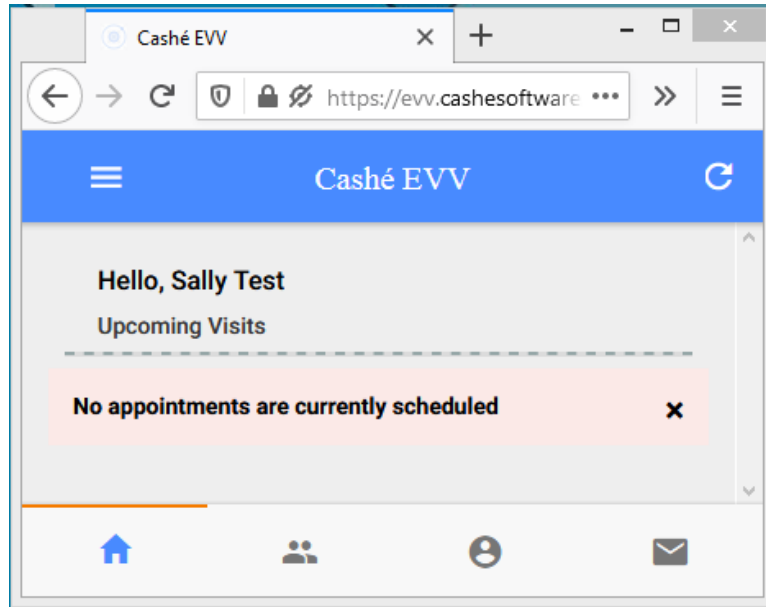 Cashé EVV
https://evv.cashesoftware
Cashé EVV
Hello, Sally Test
Upcoming Visits
No appointments are currently scheduled